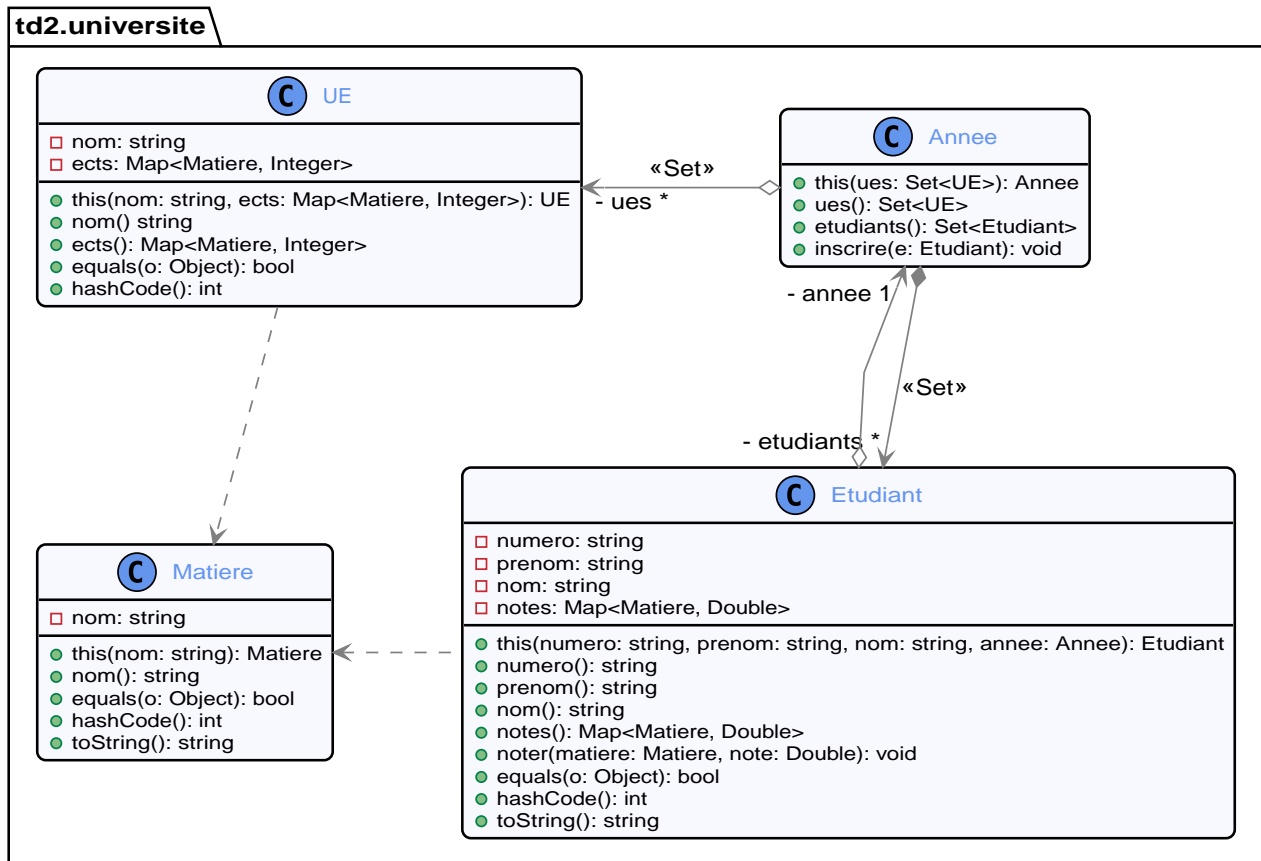 td2.universite
C UE
nom: string
ects: Map<Matiere, Integer>
this(nom: string, ects: Map<Matiere, Integer>): UE
nom() string
ects(): Map<Matiere, Integer>
equals(o: Object): bool
hashCode(): int
«Set»
- ues *
C Annee
this(ues: Set<UE>): Annee
ues(): Set<UE>
etudiants(): Set<Etudiant>
inscrire(e: Etudiant): void
- annee 1
«Set»
- etudiants *
C Matiere
nom: string
this(nom: string): Matiere
nom(): string
equals(o: Object): bool
hashCode(): int
toString(): string
C Etudiant
numero: string
prenom: string
nom: string
notes: Map<Matiere, Double>
this(numero: string, prenom: string, nom: string, annee: Annee): Etudiant
numero(): string
prenom(): string
nom(): string
notes(): Map<Matiere, Double>
noter(matiere: Matiere, note: Double): void
equals(o: Object): bool
hashCode(): int
toString(): string